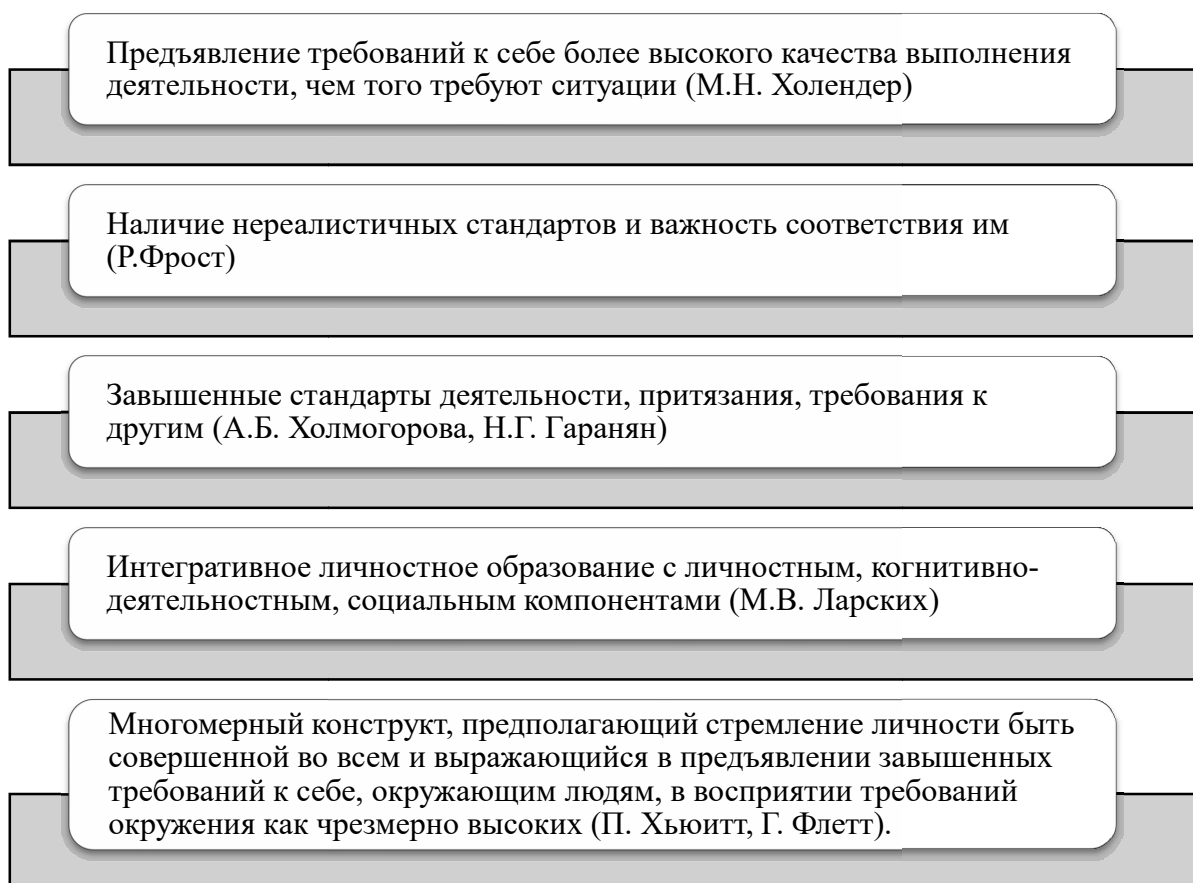 Предъявление требований к себе более высокого качества выполнения
деятельности, чем того требуют ситуации (М.Н. Холендер)
Наличие нереалистичных стандартов и важность соответствия им
(Р.Фрост)
Завышенные стандарты деятельности, притязания, требования к
другим (А.Б. Холмогорова, Н.Г. Гаранян)
Интегративное личностное образование с личностным, когнитивно-
деятельностным, социальным компонентами (М.В. Ларских)
Многомерный конструкт, предполагающий стремление личности быть
совершенной во всем и выражающийся в предъявлении завышенных
требований к себе, окружающим людям, в восприятии требований
окружения как чрезмерно высоких (П. Хьюитт, Г. Флетт).